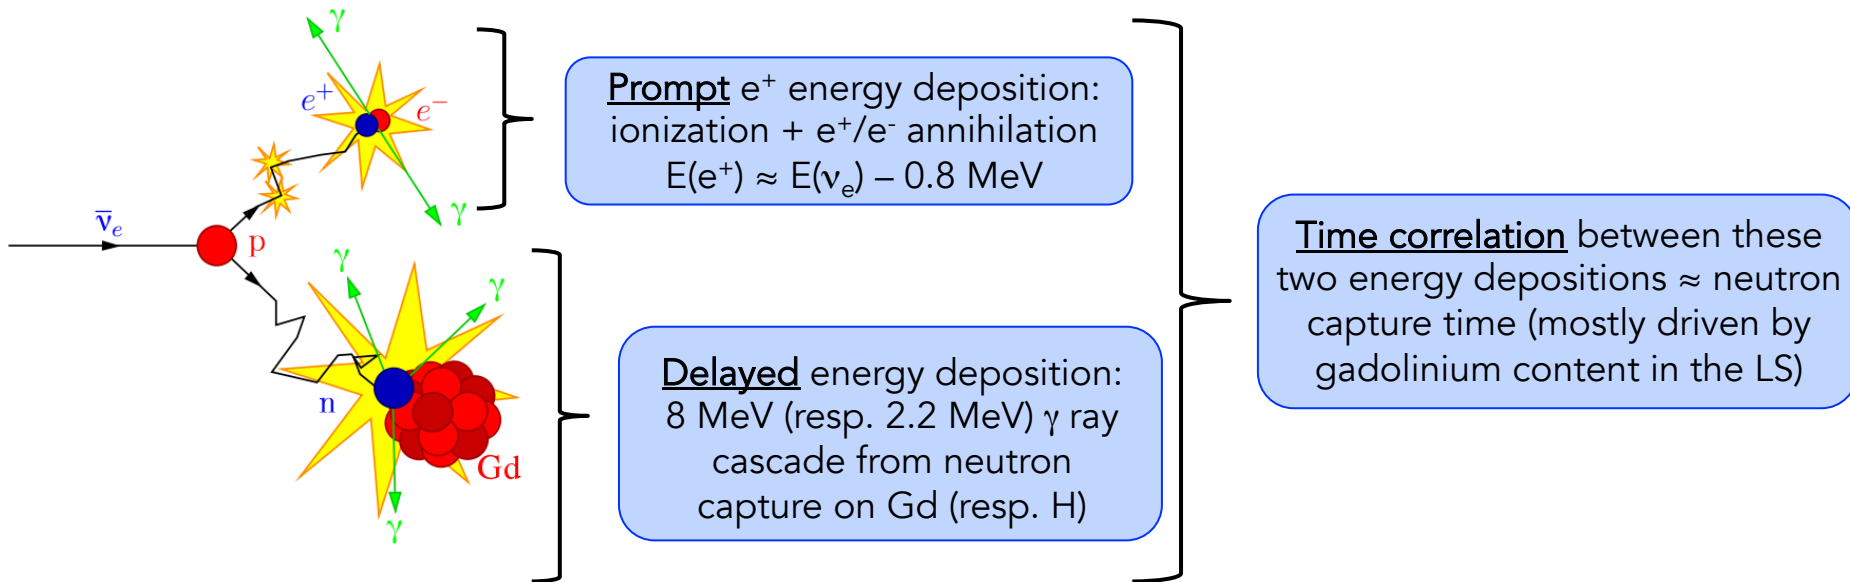 γ
e⁺
e⁻
γ
ν̅ₑ
p
γ
γ
n
Gd
γ
Prompt e⁺ energy deposition:
ionization + e⁺/e⁻ annihilation
E(e⁺) ≈ E(νₑ) – 0.8 MeV
Delayed energy deposition:
8 MeV (resp. 2.2 MeV) γ ray
cascade from neutron
capture on Gd (resp. H)
Time correlation between these
two energy depositions ≈ neutron
capture time (mostly driven by
gadolinium content in the LS)